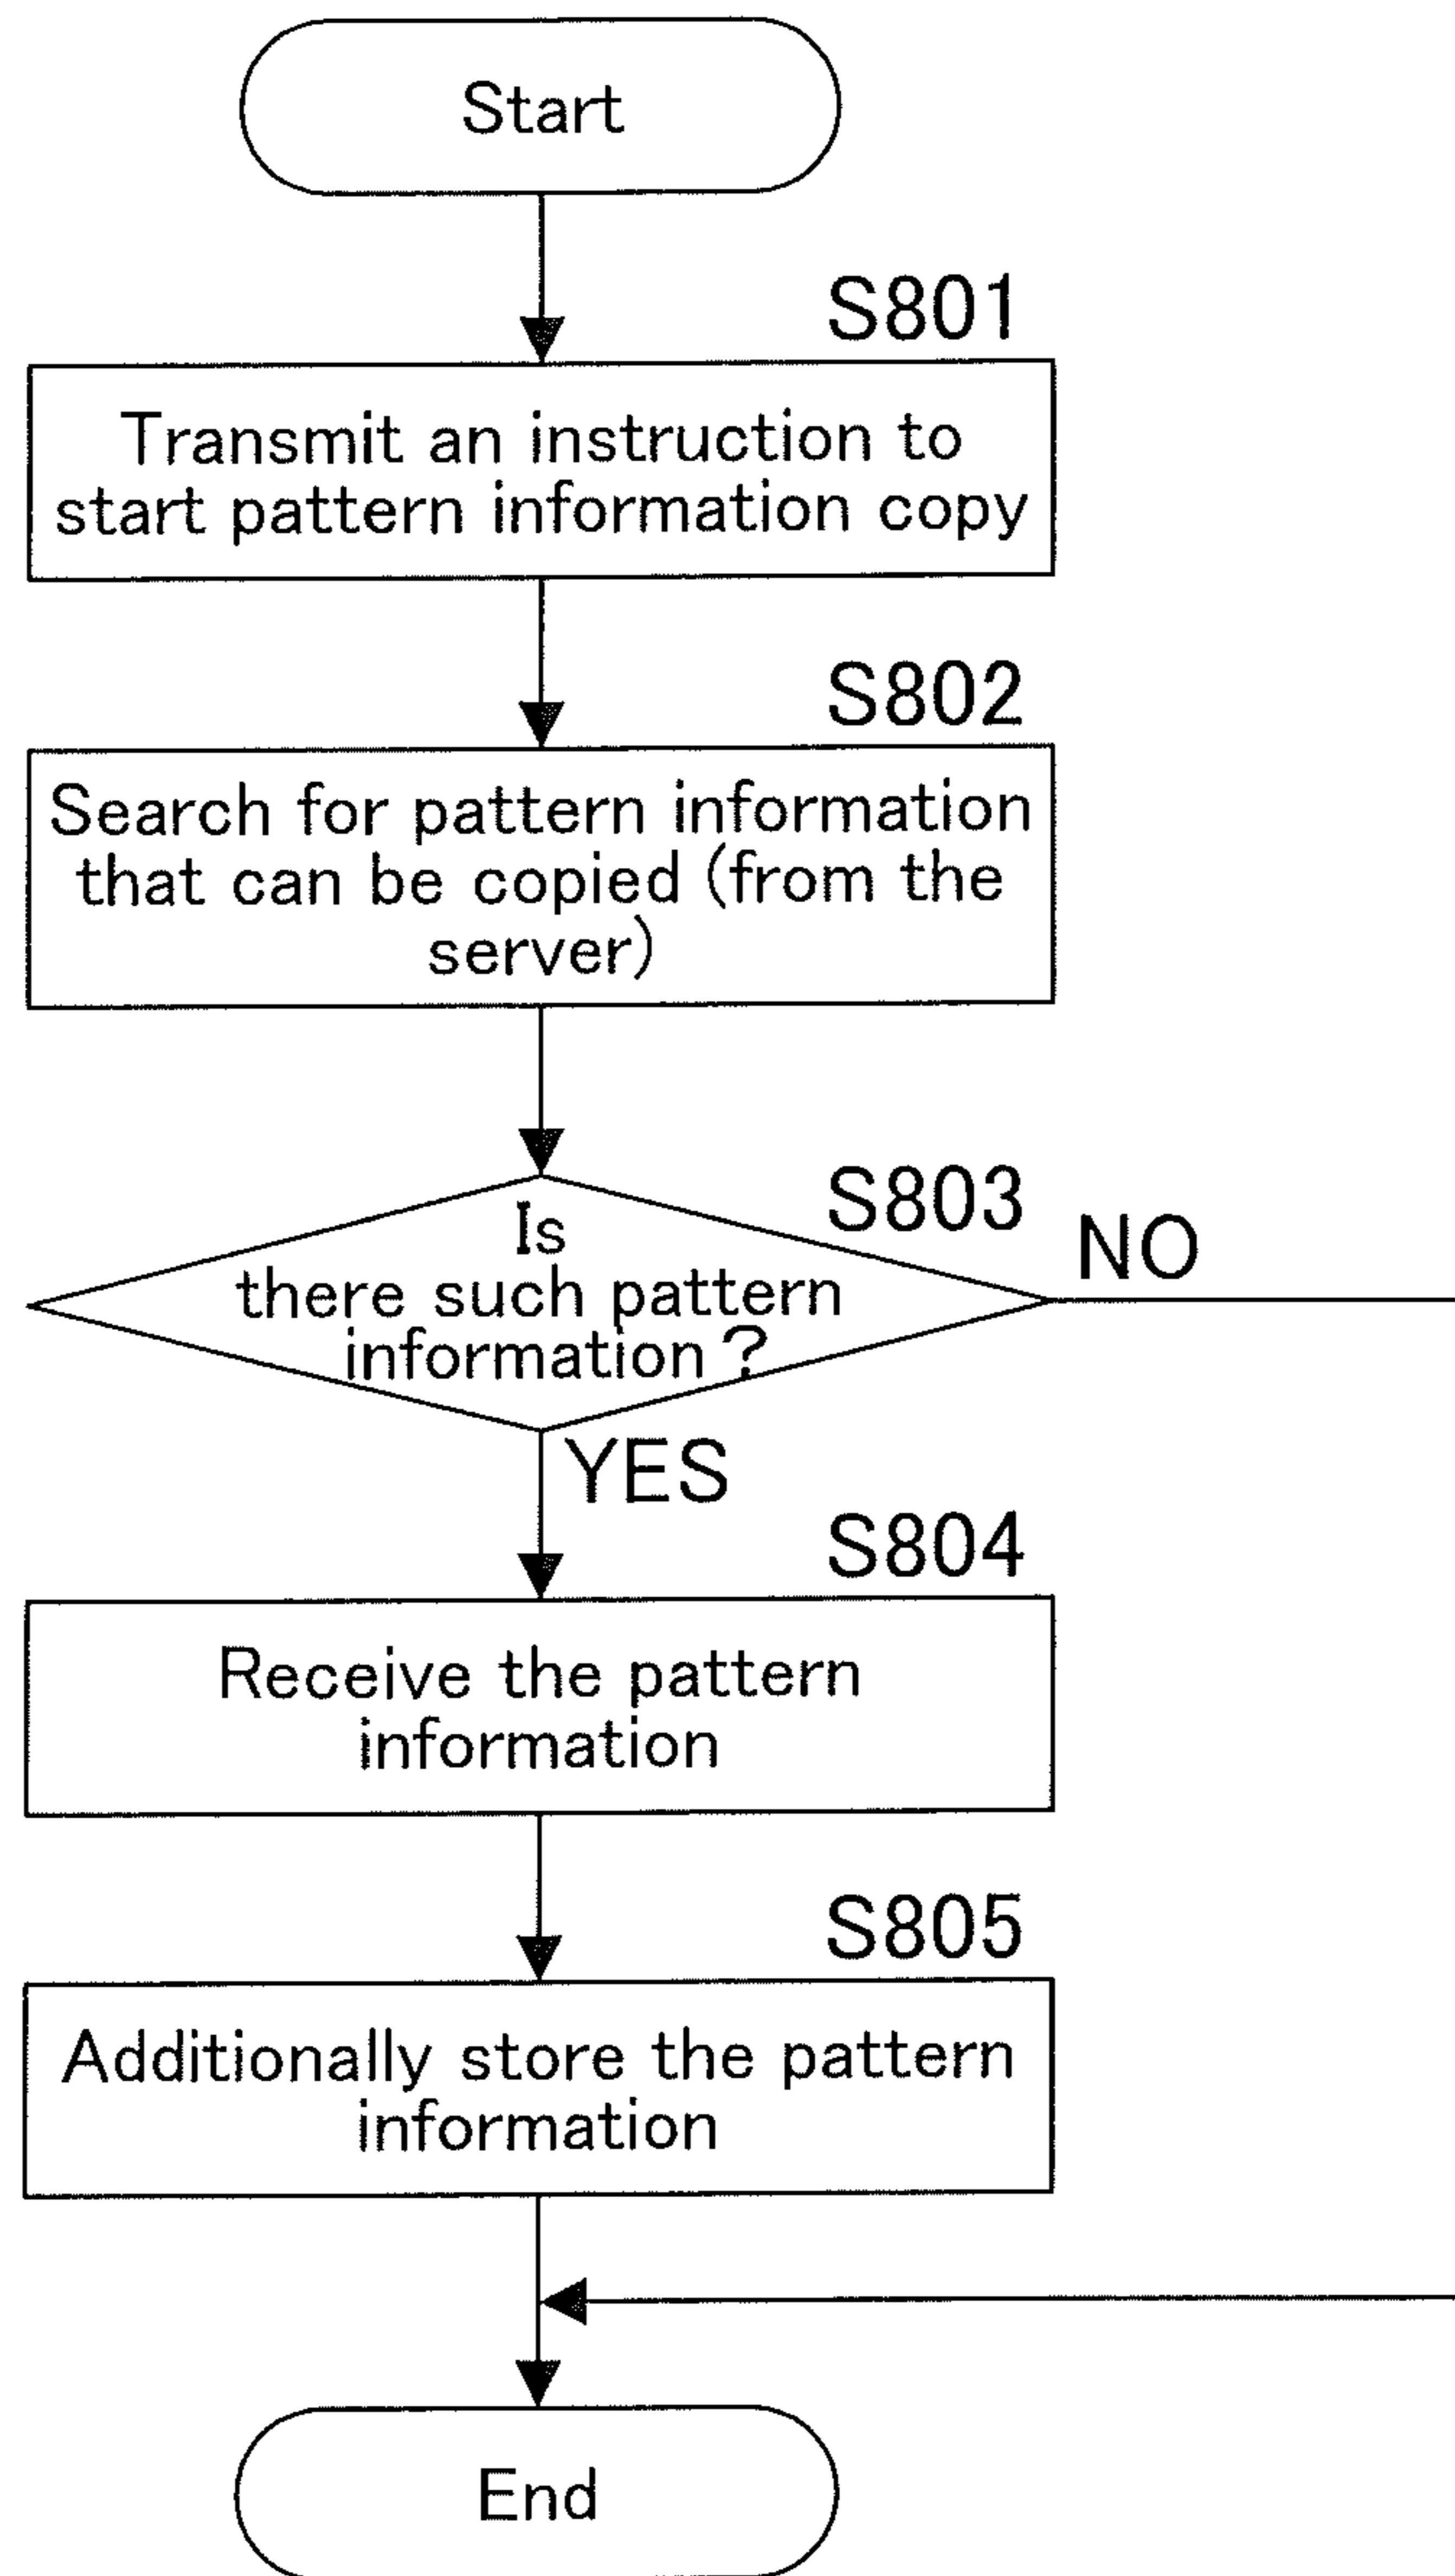 Start
S801
Transmit an instruction to
start pattern information copy
S802
Search for pattern information
that can be copied (from the
server)
S803
Is
there such pattern
information?
NO
YES
S804
Receive the pattern
information
S805
Additionally store the pattern
information
End